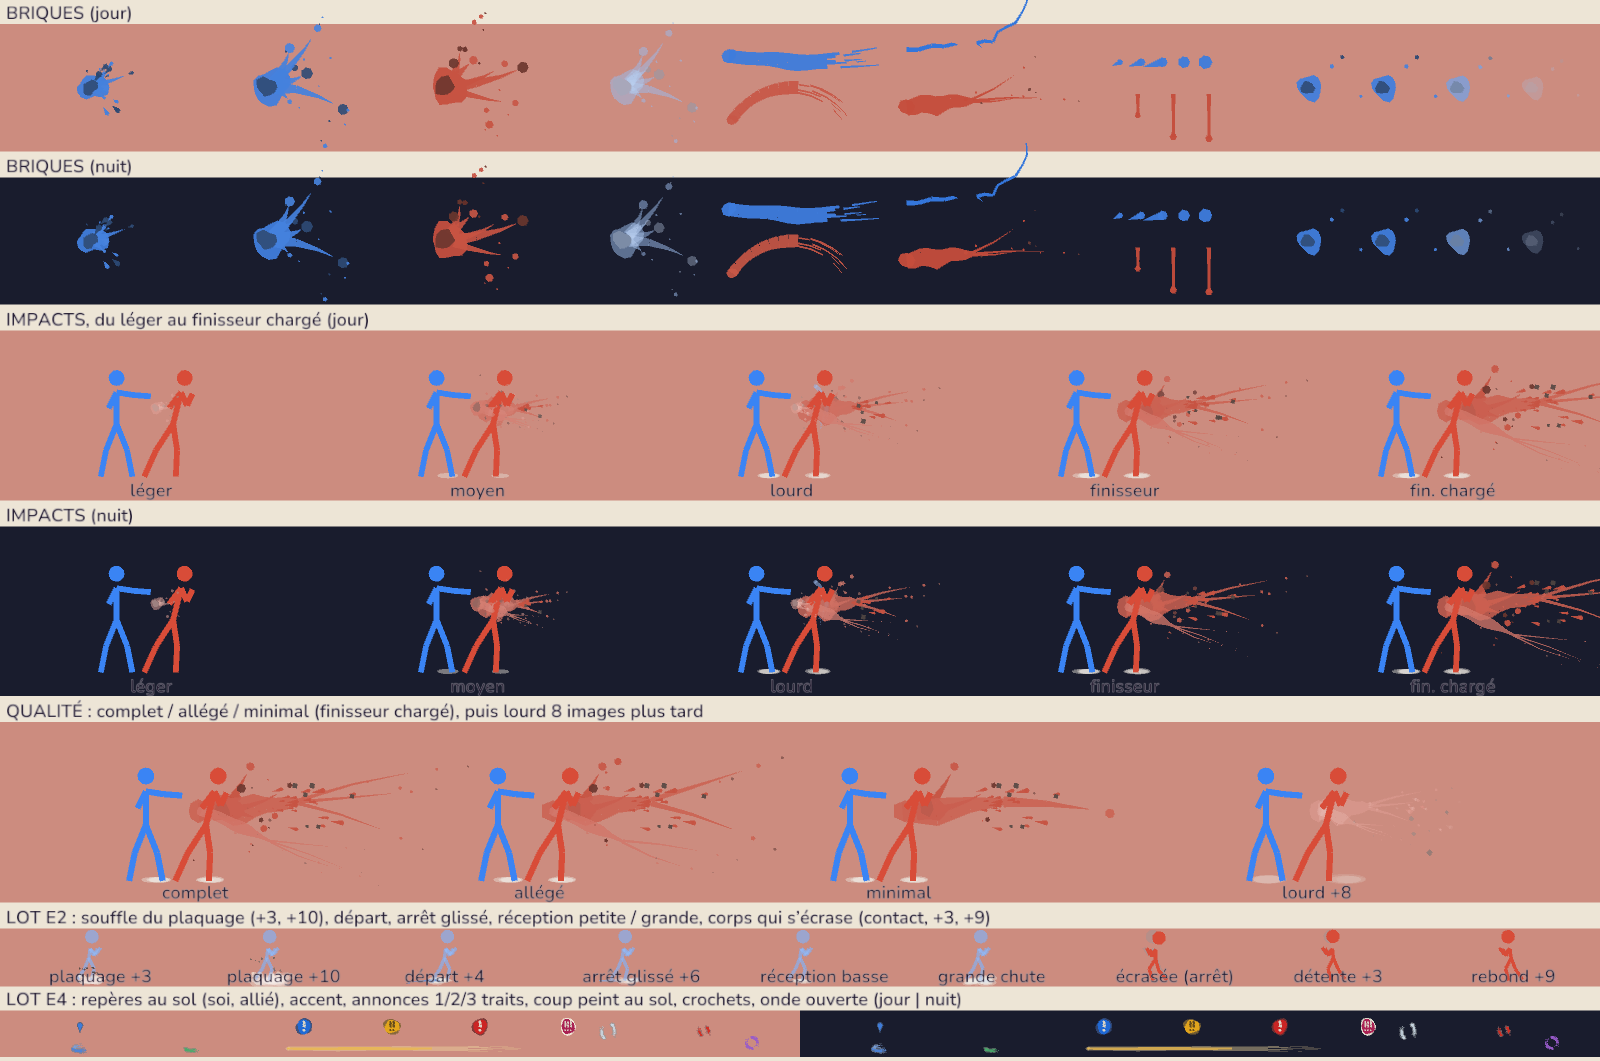 BRIQUES (jour)
BRIQUES (nuit)
IMPACTS, du léger au finisseur chargé (jour)
léger moyen lourd finisseur fin. chargé
IMPACTS (nuit)
léger moyen lourd finisseur fin. chargé
QUALITÉ : complet / allégé / minimal (finisseur chargé), puis lourd 8 images plus tard
complet allégé minimal lourd +8
LOT E2 : souffle du plaquage (+3, +10), départ, arrêt glissé, réception petite / grande, corps qui s’écrase (contact, +3, +9)
plaquage +3 plaquage +10 départ +4 arrêt glissé +6 réception basse grande chute écrasée (arrêt) détente +3 rebond +9
LOT E4 : repères au sol (soi, allié), accent, annonces 1/2/3 traits, coup peint au sol, crochets, onde ouverte (jour | nuit)